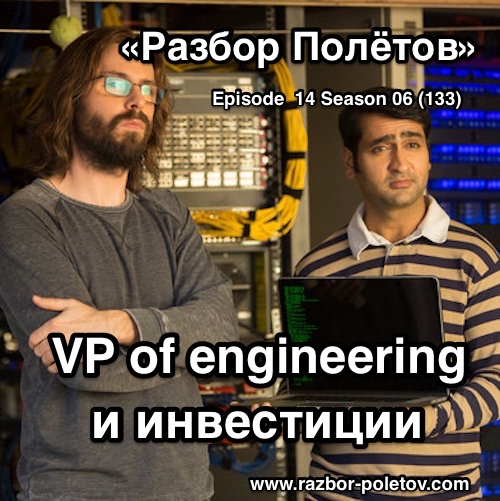 «Разбор Полётов»
Episode 14 Season 06 (133)
VP of engineering
и инвестиции
www.razbor-poletov.com